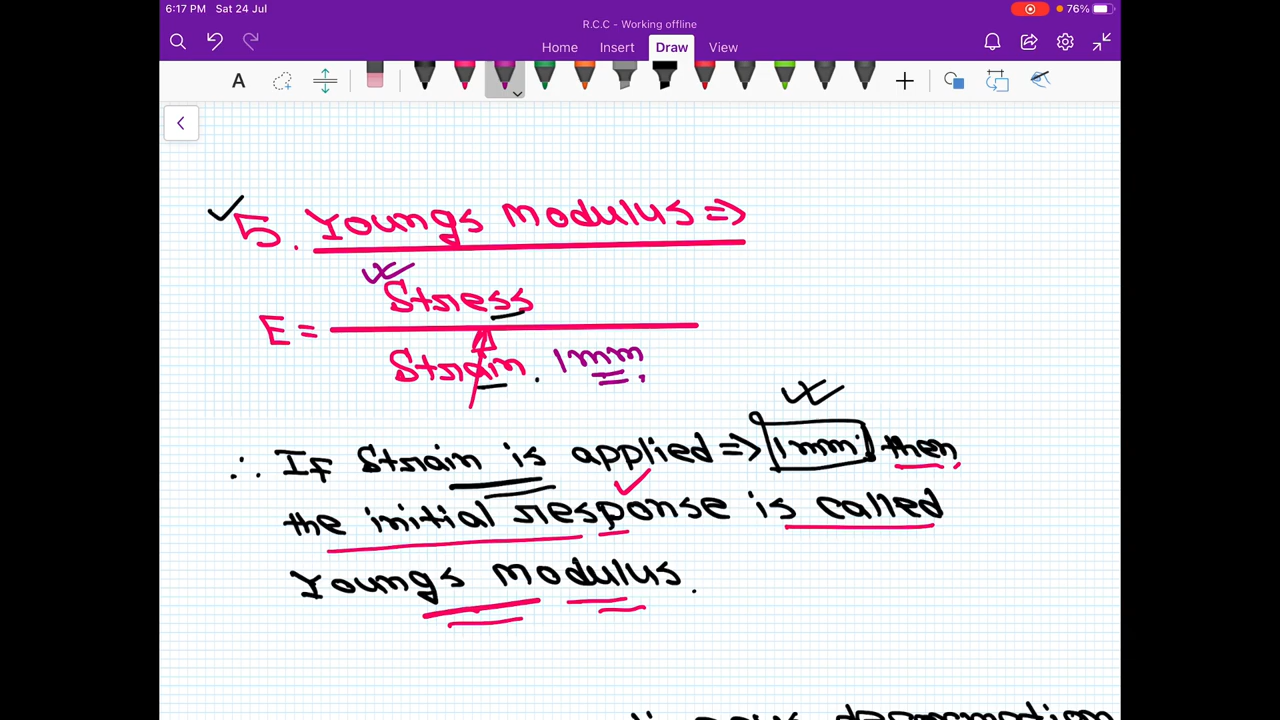 6:17 PM Sat 24 Jul
76%
R.C.C - Working offline
Home Insert Draw View
A
5. Youngs Modulus =>
E = Stress
Strain. 1mm.
∴ If Strain is applied => 1mm then,
the initial response is called
Youngs Modulus.